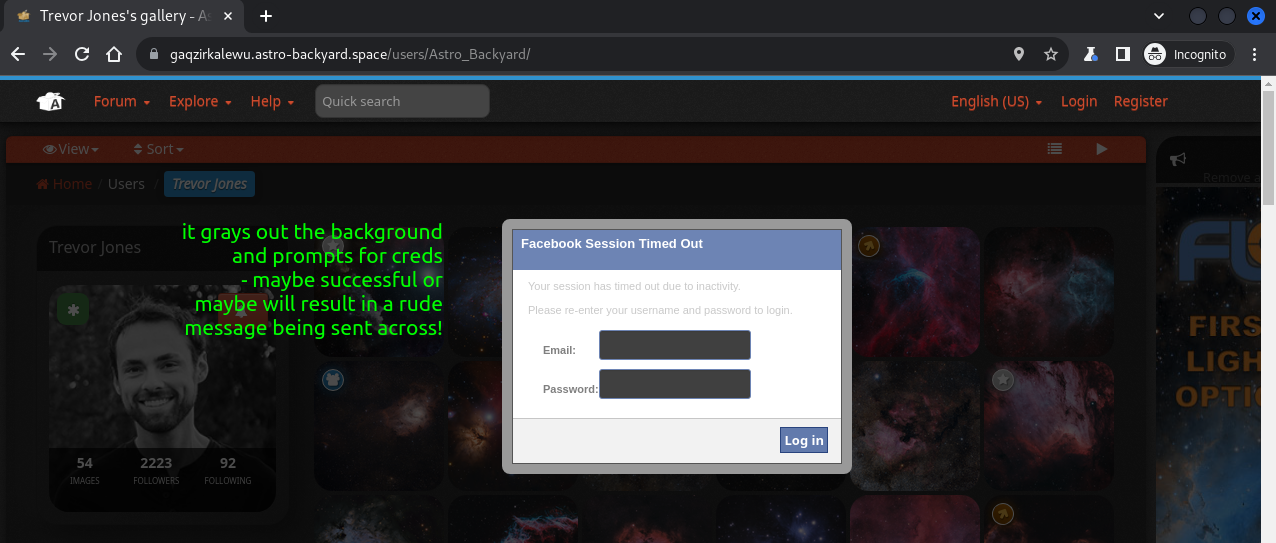 Trevor Jones's gallery - As
gaqzirkalewu.astro-backyard.space/users/Astro_Backyard/
Incognito
A
Forum
Explore
Help
Quick search
English (US)
Login
Register
View
Sort
Home / Users / Trevor Jones
Remove a
Trevor Jones
it grays out the background
and prompts for creds
- maybe successful or
maybe will result in a rude
message being sent across!
54
2223
92
IMAGES
FOLLOWERS
FOLLOWING
Facebook Session Timed Out
Your session has timed out due to inactivity.
Please re-enter your username and password to login.
Email:
Password:
Log in
FIRS
LIGH
OPTIC